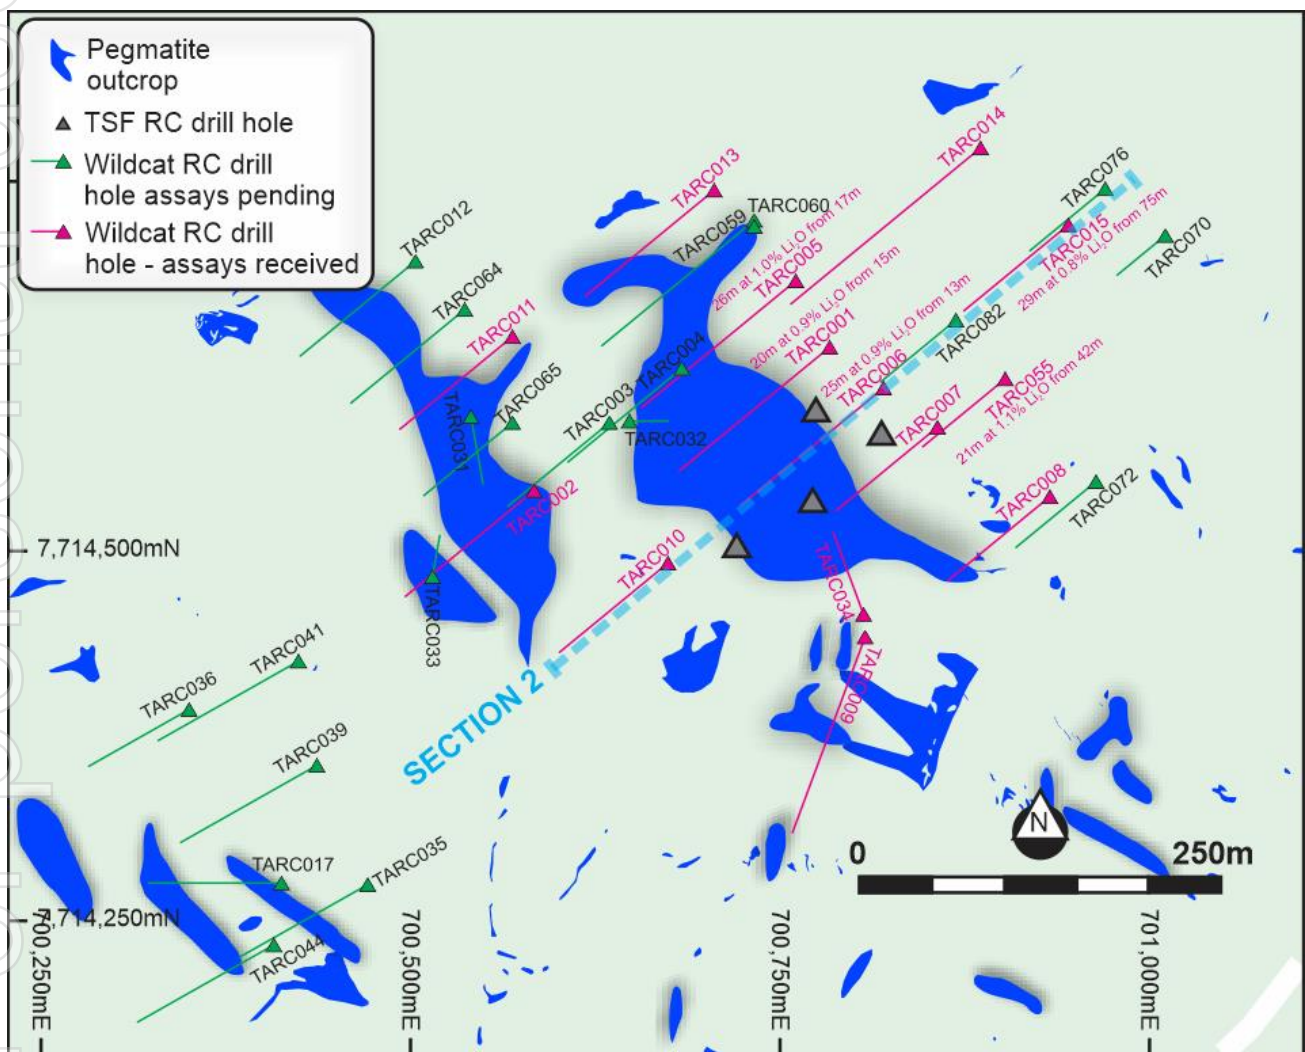 Pegmatite
outcrop
TSF RC drill hole
Wildcat RC drill
hole assays pending
Wildcat RC drill
hole - assays received
TARC014
TARC013
TARC076
TARC012
TARC060
TARC059
26m at 1.0% Li₂O from 17m
TARC015
29m at 0.8% Li₂O from 75m
TARC070
TARC064
TARC005
TARC011
20m at 0.9% Li₂O from 15m
TARC001
25m at 0.9% Li₂O from 13m
TARC082
TARC004
TARC006
TARC065
TARC055
21m at 1.1% Li₂O from 42m
TARC003
TARC007
TARC031
TARC032
TARC002
TARC008
TARC072
7,714,500mN
TARC010
TARC034
TARC033
TARC041
TARC009
TARC036
SECTION 2
TARC039
N
0 250m
TARC017
TARC035
7,714,250mN
TARC044
700,250mE
700,500mE
700,750mE
701,000mE